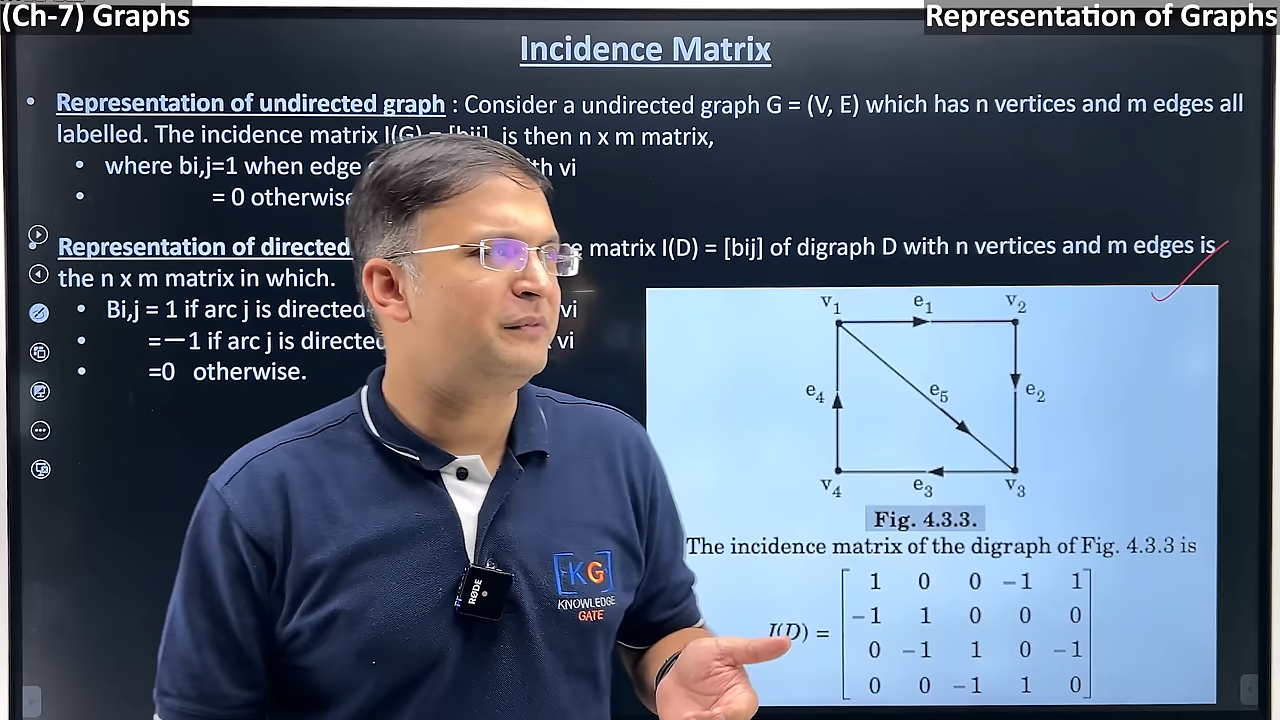 (Ch-7) Graphs
Representation of Graphs
Incidence Matrix
• Representation of undirected graph : Consider a undirected graph G = (V, E) which has n vertices and m edges all
labelled. The incidence matrix I(G) = [bij], is then n x m matrix,
• where bi,j=1 when edge vi
• = 0 otherwise
• Representation of directed matrix I(D) = [bij] of digraph D with n vertices and m edges is
the n x m matrix in which.
• Bi,j = 1 if arc j is directed vi
• =—1 if arc j is directed vi
• =0 otherwise.
v1 e1 v2
e4 e5 e2
v4 e3 v3
Fig. 4.3.3.
The incidence matrix of the digraph of Fig. 4.3.3 is
1 0 0 -1 1
-1 1 0 0 0
I(D) =
0 -1 1 0 -1
0 0 -1 1 0
KG
KNOWLEDGE
GATE
RØDE